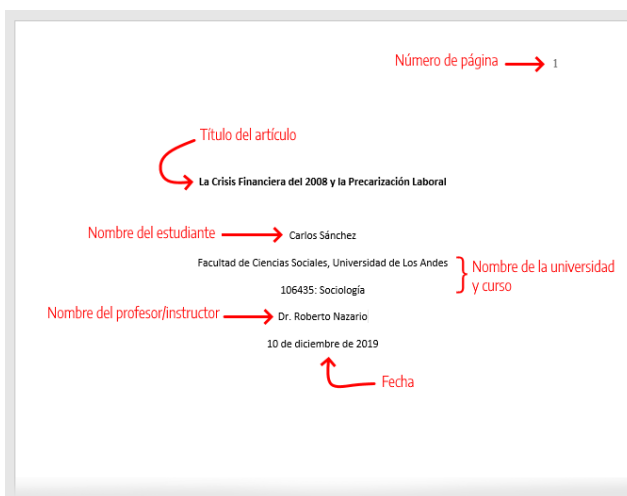 Número de página 1
Título del artículo
La Crisis Financiera del 2008 y la Precarización Laboral
Nombre del estudiante Carlos Sánchez
Facultad de Ciencias Sociales, Universidad de Los Andes
Nombre de la universidad
y curso
106435: Sociología
Nombre del profesor/instructor Dr. Roberto Nazario
10 de diciembre de 2019
Fecha